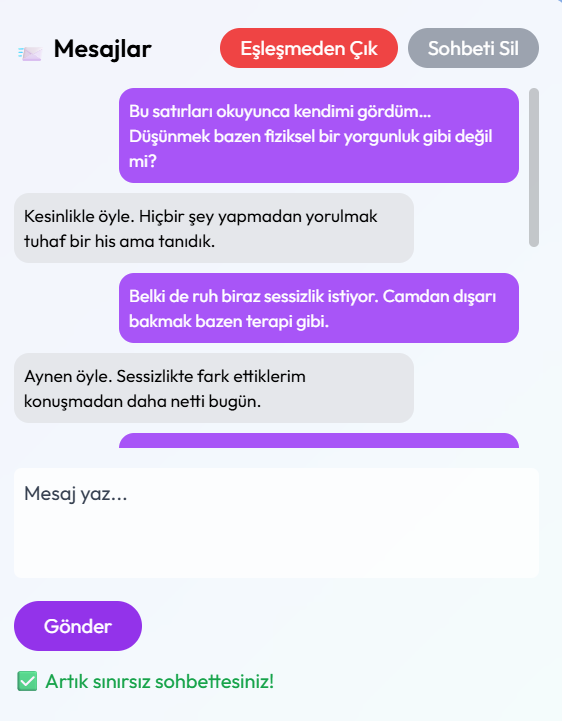 Mesajlar
Eşleşmeden Çık
Sohbeti Sil
Bu satırları okuyunca kendimi gördüm...
Düşünmek bazen fiziksel bir yorgunluk gibi değil
mi?
Kesinlikle öyle. Hiçbir şey yapmadan yorulmak
tuhaf bir his ama tanıdık.
Belki de ruh biraz sessizlik istiyor. Camdan dışarı
bakmak bazen terapi gibi.
Aynen öyle. Sessizlikte fark ettiklerim
konuşmadan daha netti bugün.
Mesaj yaz...
Gönder
Artık sınırsız sohbettesiniz!